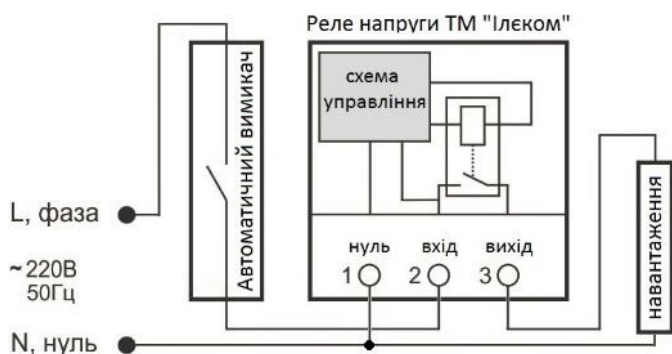 Реле напруги ТМ "Ілєком"
схема
управління
Автоматичний вимикач
L, фаза
~220В
50Гц
N, нуль
нуль
вхід
вихід
1
2
3
навантаження